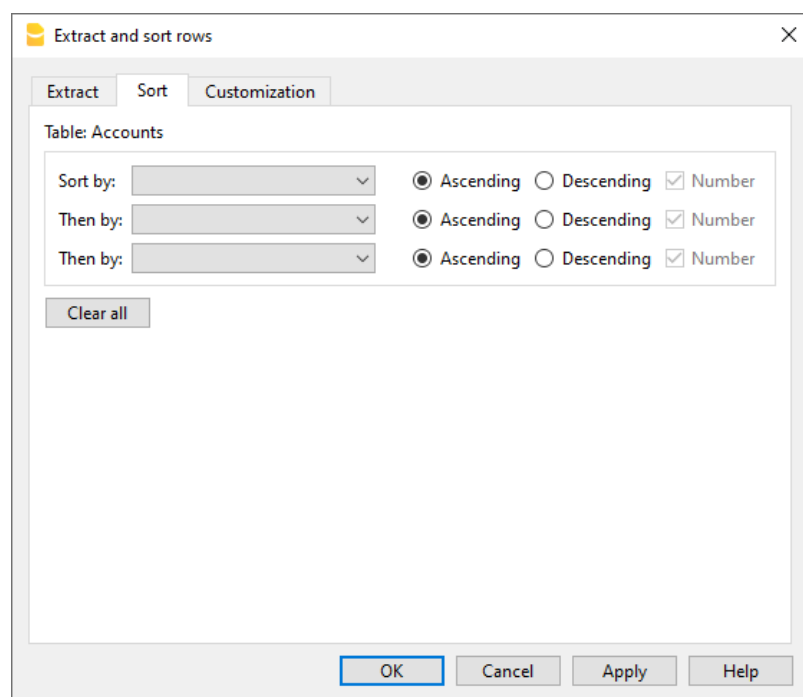 Extract and sort rows
Extract Sort Customization
Table: Accounts
Sort by: Ascending Descending Number
Then by: Ascending Descending Number
Then by: Ascending Descending Number
Clear all
OK Cancel Apply Help